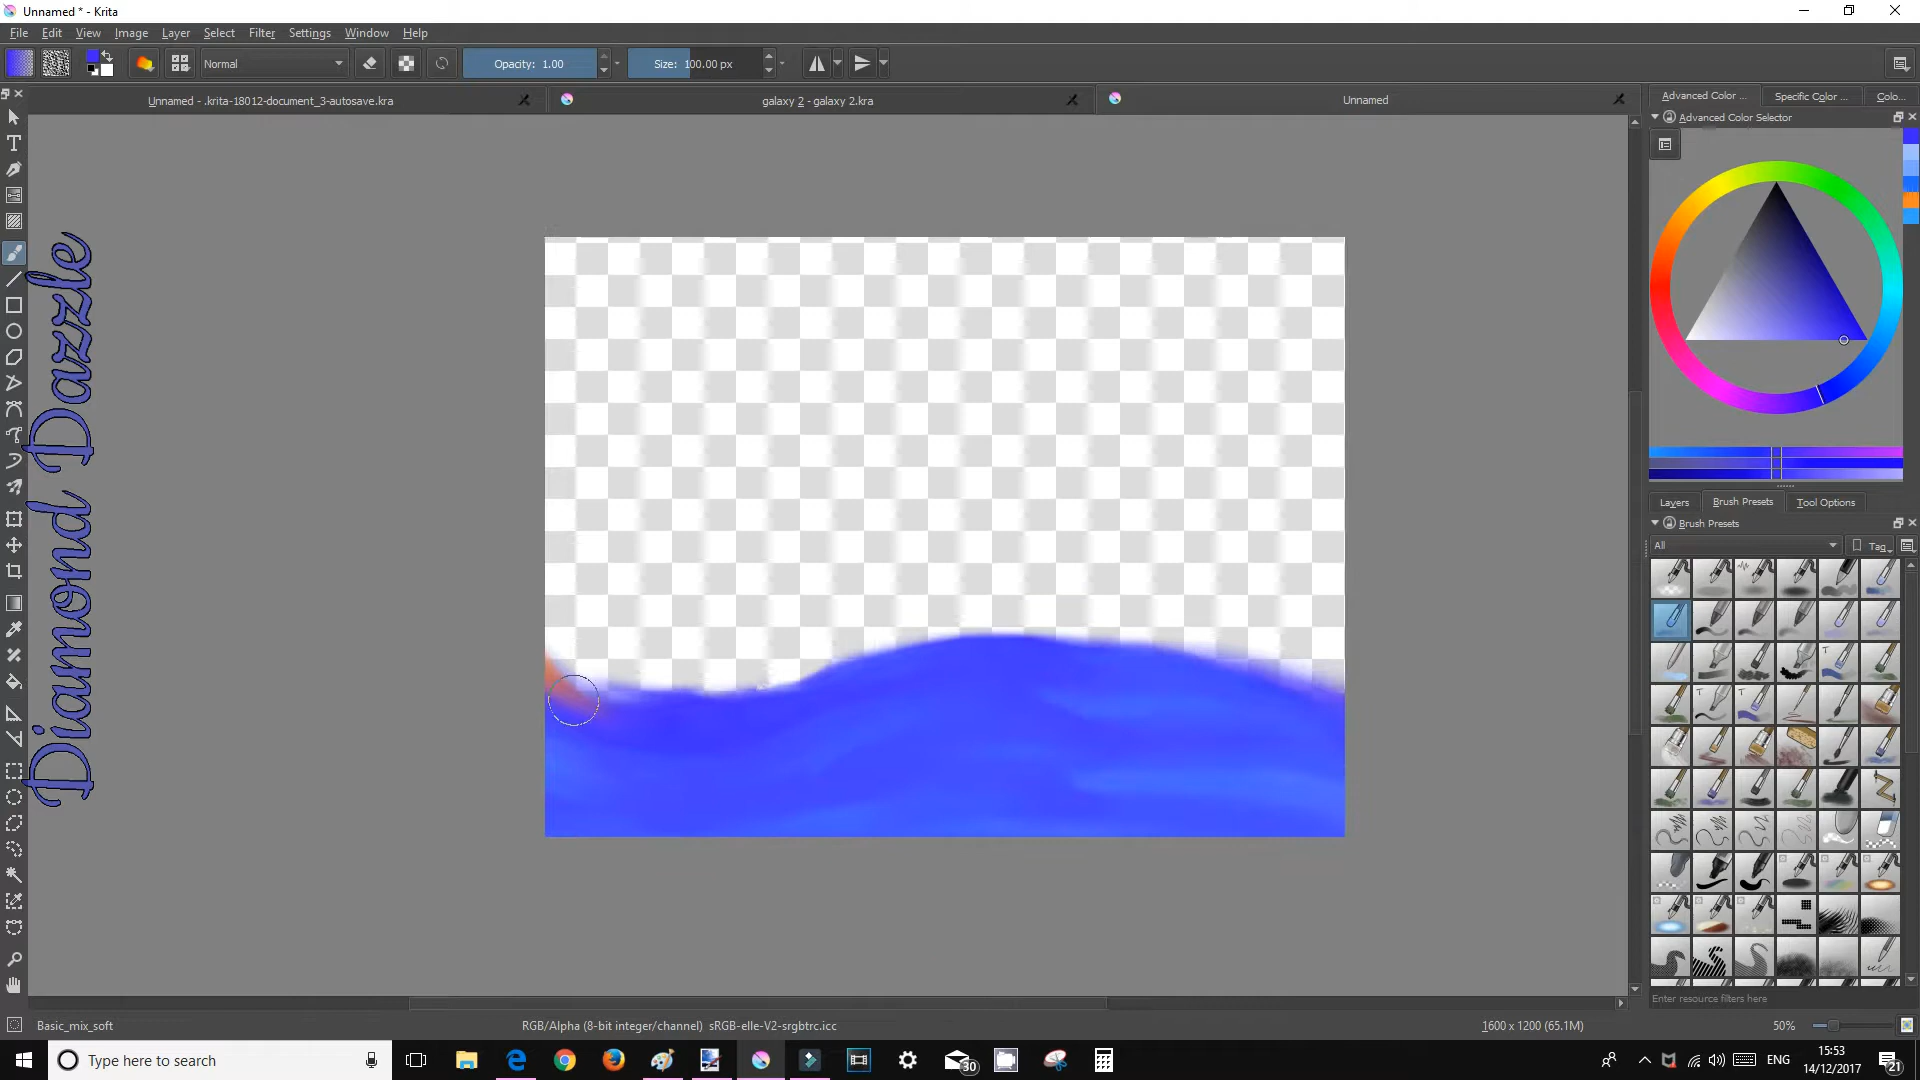 Unnamed * - Krita
File Edit View Image Layer Select Filter Settings Window Help
Normal Opacity: 1.00 Size: 100.00 px
Unnamed - .krita-18012-document_3-autosave.kra galaxy 2 - galaxy 2.kra Unnamed
Advanced Color ... Specific Color ... Colo...
Advanced Color Selector
Diamond Dazzle
Layers Brush Presets Tool Options
Brush Presets
All Tag
T
T
T
Enter resource filters here
Basic_mix_soft RGB/Alpha (8-bit integer/channel) sRGB-elle-V2-srgbtrc.icc 1600 x 1200 (65.1M) 50%
Type here to search 30 ENG 15:53
14/12/2017 21